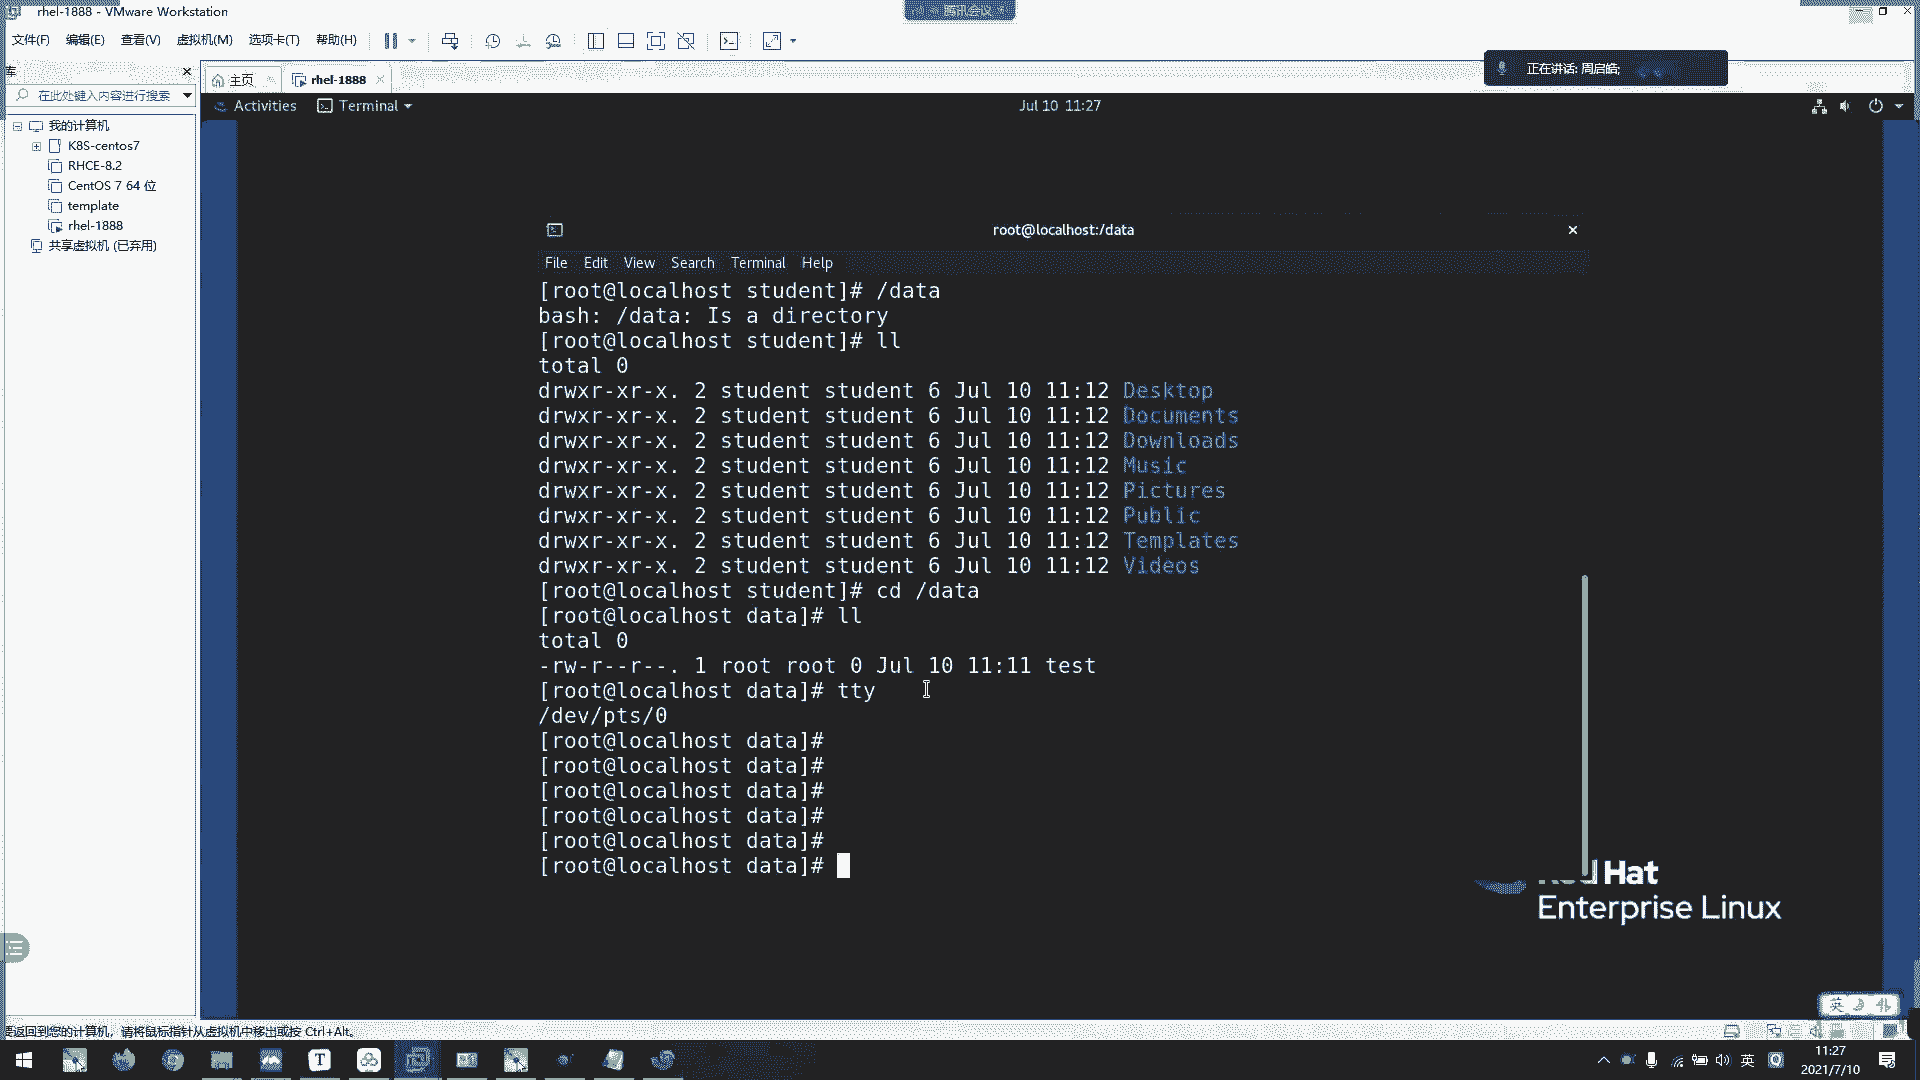 rhel-1888 - VMware Workstation
腾讯会议
文件(F) 编辑(E) 查看(V) 虚拟机(M) 选项卡(T) 帮助(H)
库
主页 rhel-1888
正在讲话: 周启皓;
在此处键入内容进行搜索
Activities Terminal Jul 10 11:27
我的计算机
K8S-centos7
RHCE-8.2
CentOS 7 64 位
template
rhel-1888
共享虚拟机 (已弃用)
root@localhost:/data
File Edit View Search Terminal Help
[root@localhost student]# /data
bash: /data: Is a directory
[root@localhost student]# ll
total 0
drwxr-xr-x. 2 student student 6 Jul 10 11:12 Desktop
drwxr-xr-x. 2 student student 6 Jul 10 11:12 Documents
drwxr-xr-x. 2 student student 6 Jul 10 11:12 Downloads
drwxr-xr-x. 2 student student 6 Jul 10 11:12 Music
drwxr-xr-x. 2 student student 6 Jul 10 11:12 Pictures
drwxr-xr-x. 2 student student 6 Jul 10 11:12 Public
drwxr-xr-x. 2 student student 6 Jul 10 11:12 Templates
drwxr-xr-x. 2 student student 6 Jul 10 11:12 Videos
[root@localhost student]# cd /data
[root@localhost data]# ll
total 0
-rw-r--r--. 1 root root 0 Jul 10 11:11 test
[root@localhost data]# tty
/dev/pts/0
[root@localhost data]#
[root@localhost data]#
[root@localhost data]#
[root@localhost data]#
[root@localhost data]#
[root@localhost data]#
Hat
Enterprise Linux
英
要返回到您的计算机，请将鼠标指针从虚拟机中移出或按 Ctrl+Alt。
英
11:27
2021/7/10